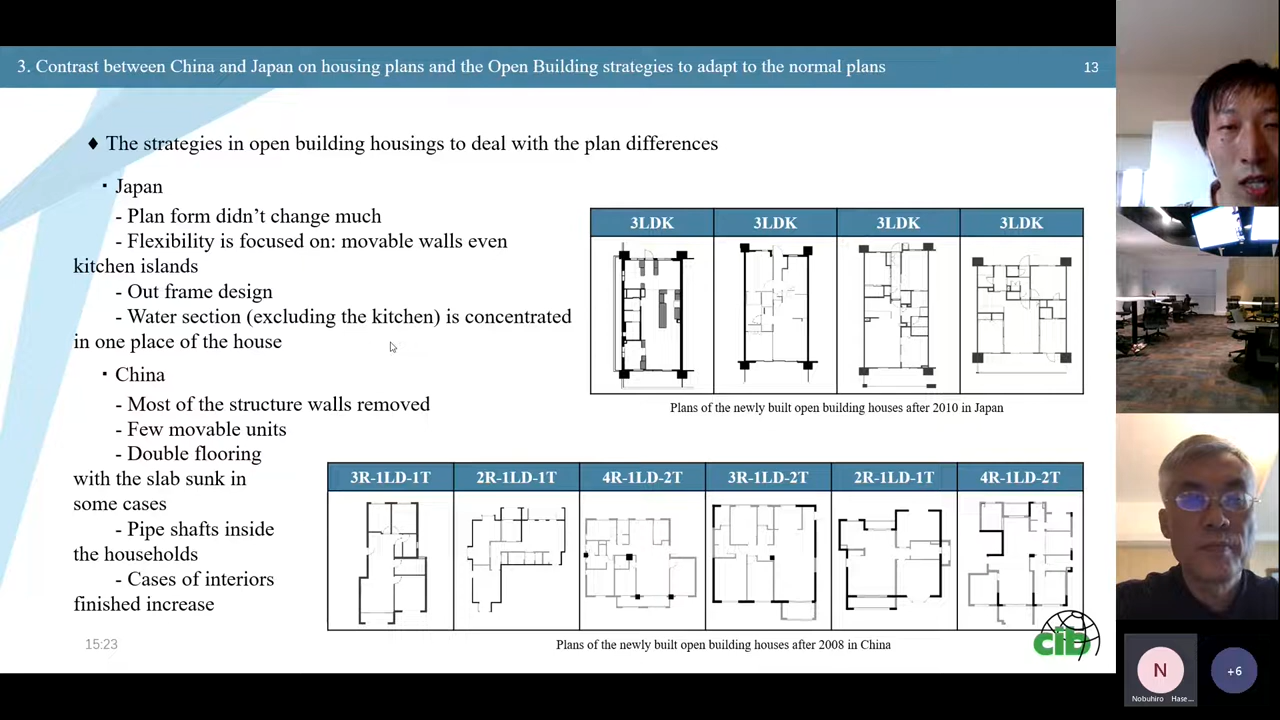 3. Contrast between China and Japan on housing plans and the Open Building strategies to adapt to the normal plans
13
♦ The strategies in open building housings to deal with the plan differences
・Japan
- Plan form didn't change much
- Flexibility is focused on: movable walls even
kitchen islands
- Out frame design
- Water section (excluding the kitchen) is concentrated
in one place of the house
・China
- Most of the structure walls removed
- Few movable units
- Double flooring
with the slab sunk in
some cases
- Pipe shafts inside
the households
- Cases of interiors
finished increase
15:23
3LDK 3LDK 3LDK 3LDK
Plans of the newly built open building houses after 2010 in Japan
3R-1LD-1T 2R-1LD-1T 4R-1LD-2T 3R-1LD-2T 2R-1LD-1T 4R-1LD-2T
Plans of the newly built open building houses after 2008 in China
cib
N
Nobuhiro Hase...
+6